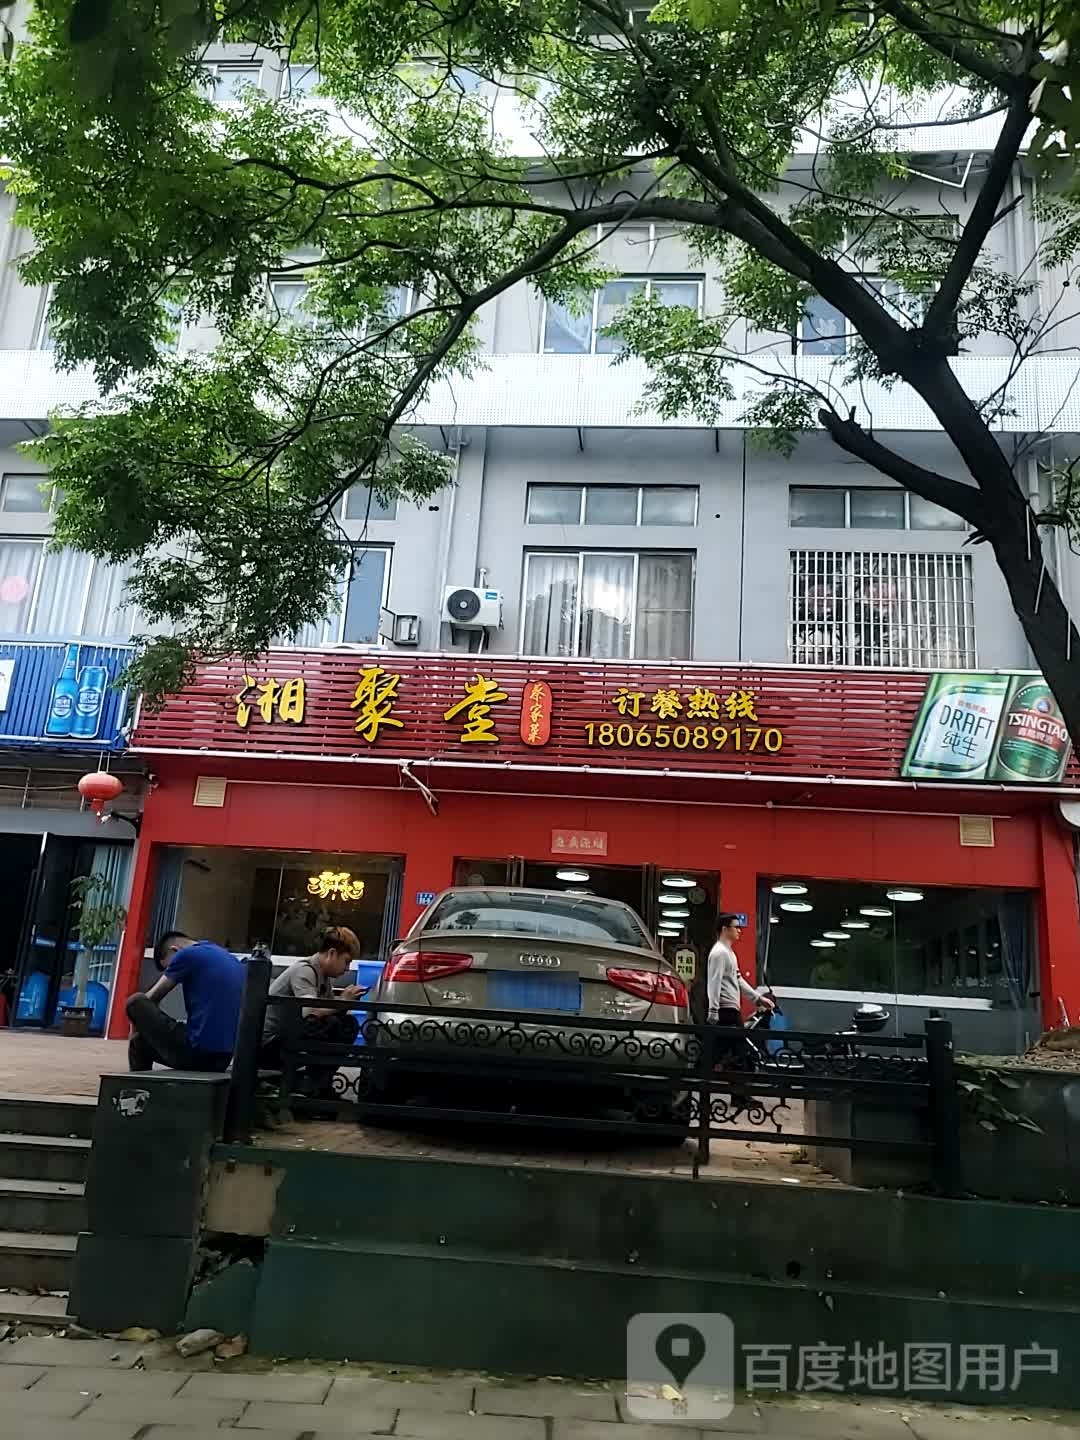 湘聚堂
蔡家菜
订餐热线
18065089170
DRAFT
纯生
TSINGTAO
百度地图用户